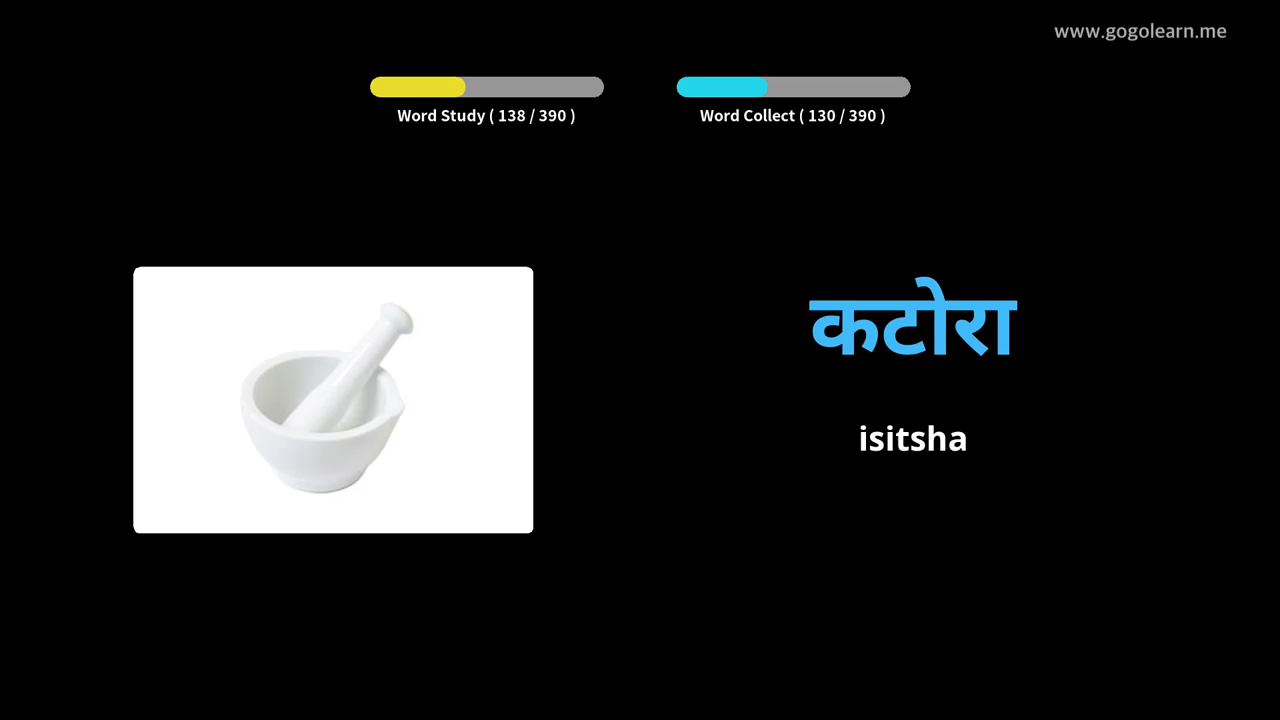 www.gogolearn.me
Word Study ( 138 / 390 )
Word Collect ( 130 / 390 )
कटोरा
isitsha